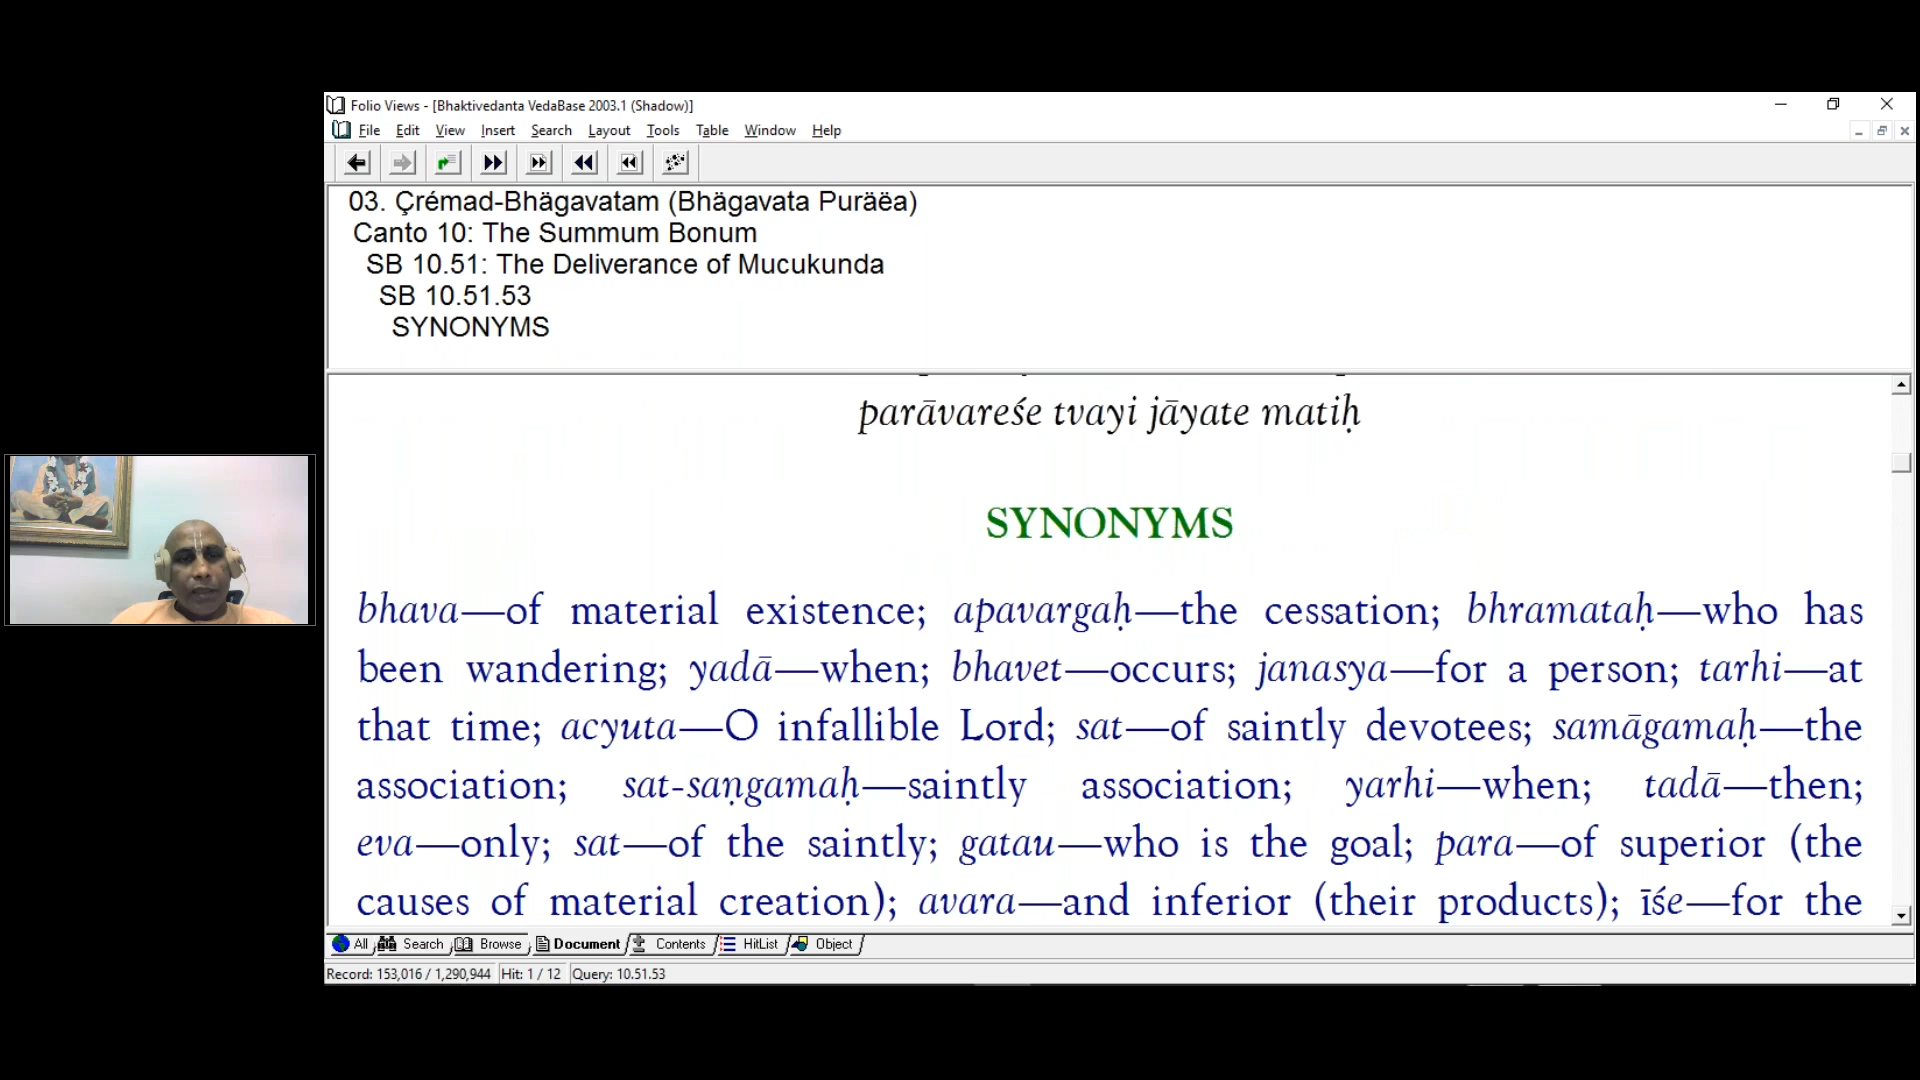 Folio Views - [Bhaktivedanta VedaBase 2003.1 (Shadow)]
File Edit View Insert Search Layout Tools Table Window Help
03. Çrémad-Bhägavatam (Bhägavata Puräëa)
Canto 10: The Summum Bonum
SB 10.51: The Deliverance of Mucukunda
SB 10.51.53
SYNONYMS
parāvareśe tvayi jāyate matiḥ
SYNONYMS
bhava—of material existence; apavargaḥ—the cessation; bhramataḥ—who has
been wandering; yadā—when; bhavet—occurs; janasya—for a person; tarhi—at
that time; acyuta—O infallible Lord; sat—of saintly devotees; samāgamaḥ—the
association; sat-saṇgamaḥ—saintly association; yarhi—when; tadā—then;
eva—only; sat—of the saintly; gatau—who is the goal; para—of superior (the
causes of material creation); avara—and inferior (their products); īśe—for the
All Search Browse Document Contents HitList Object
Record: 153,016 / 1,290,944 Hit: 1 / 12 Query: 10.51.53